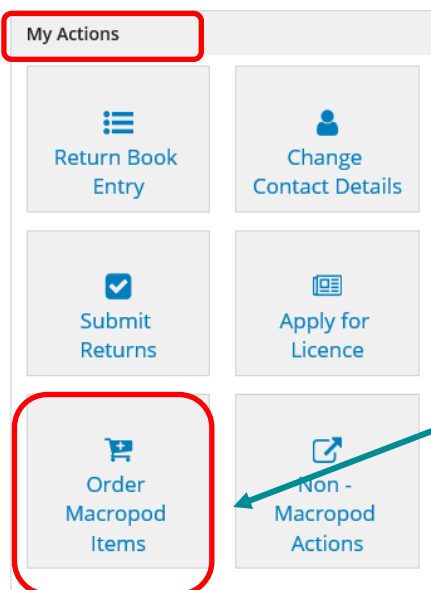 My Actions
Return Book
Entry
Change
Contact Details
Submit
Returns
Apply for
Licence
Order
Macropod
Items
Non -
Macropod
Actions